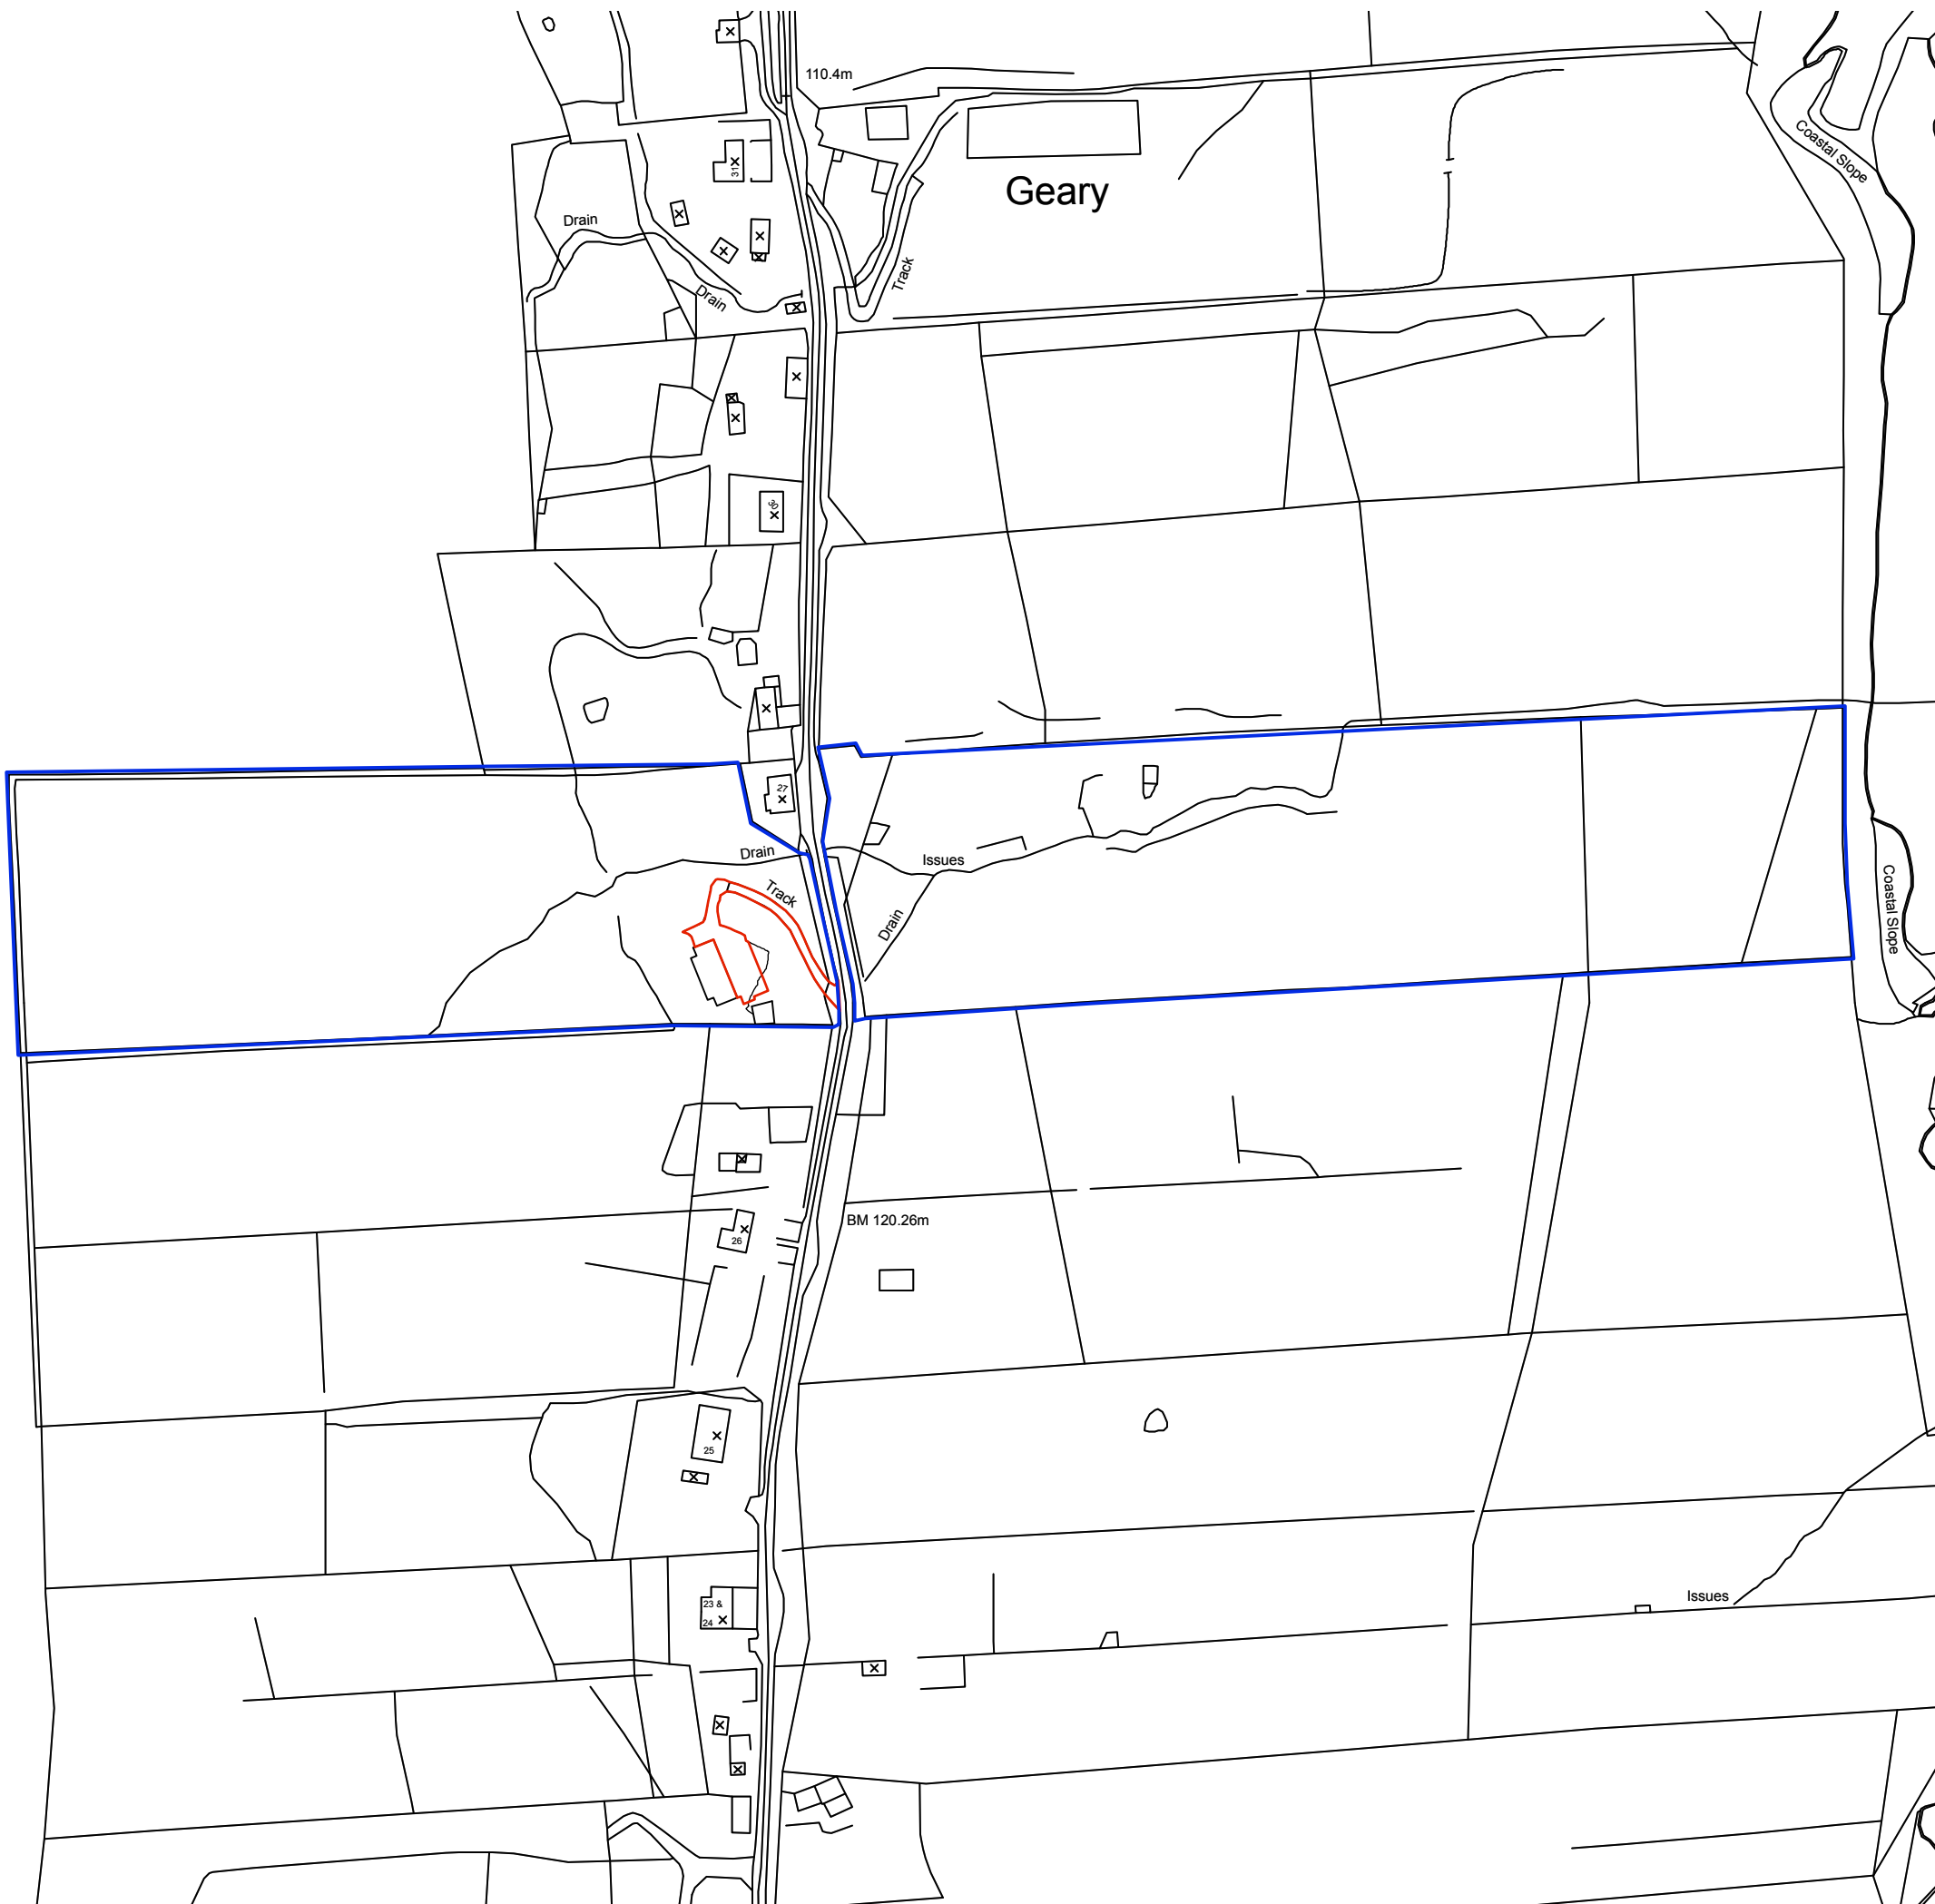 110.4m
Coastal Slope
31
Geary
Drain
Track
Drain
30
27
Drain
Issues
Track
Drain
Coastal Slope
BM 120.26m
26
25
Issues
23 &
24